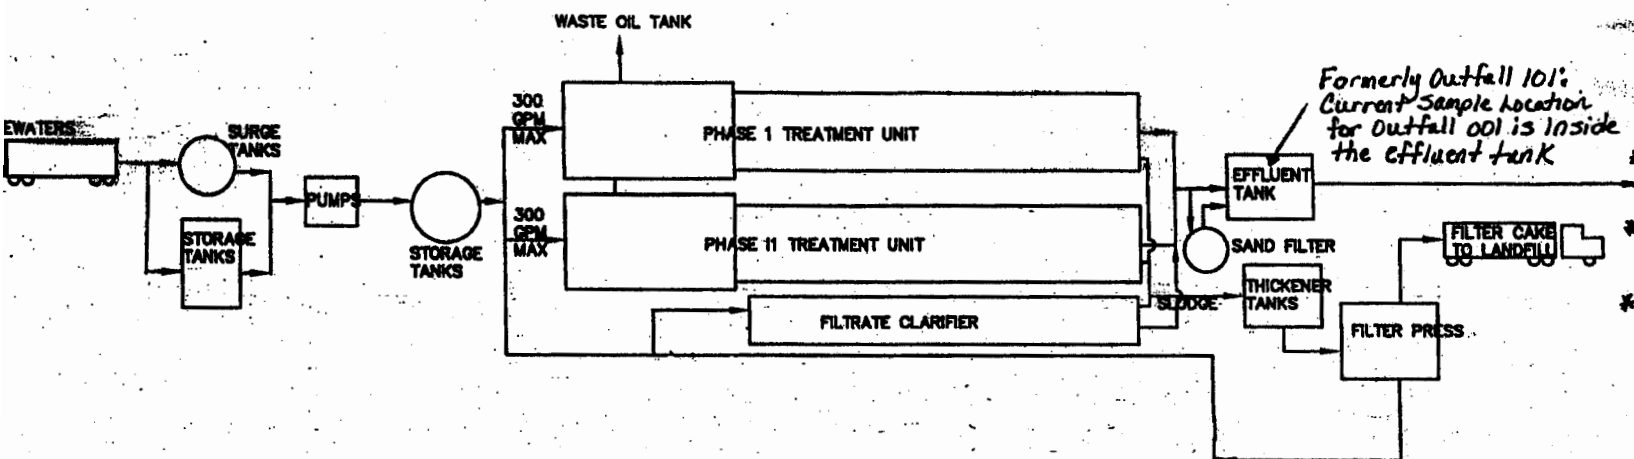 WASTE OIL TANK
Formerly Outfall 101:
Current Sample Location
for Outfall 001 is Inside
the effluent tank
EWATERS
SURGE
TANKS
300
GPM
MAX
PHASE 1 TREATMENT UNIT
EFFLUENT
TANK
PUMPS
STORAGE
TANKS
STORAGE
TANKS
300
GPM
MAX
PHASE 11 TREATMENT UNIT
SAND FILTER
FILTER CAKE
TO LANDFILL
SLUDGE
THICKENER
TANKS
FILTRATE CLARIFIER
FILTER PRESS
*
*
*